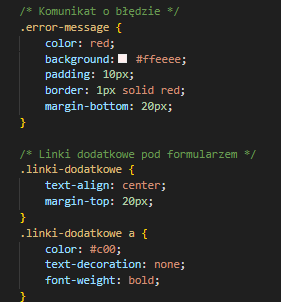 /* Komunikat o błędzie */
.error-message {
    color: red;
    background: #ffeeee;
    padding: 10px;
    border: 1px solid red;
    margin-bottom: 20px;
}

/* Linki dodatkowe pod formularzem */
.linki-dodatkowe {
    text-align: center;
    margin-top: 20px;
}
.linki-dodatkowe a {
    color: #c00;
    text-decoration: none;
    font-weight: bold;
}